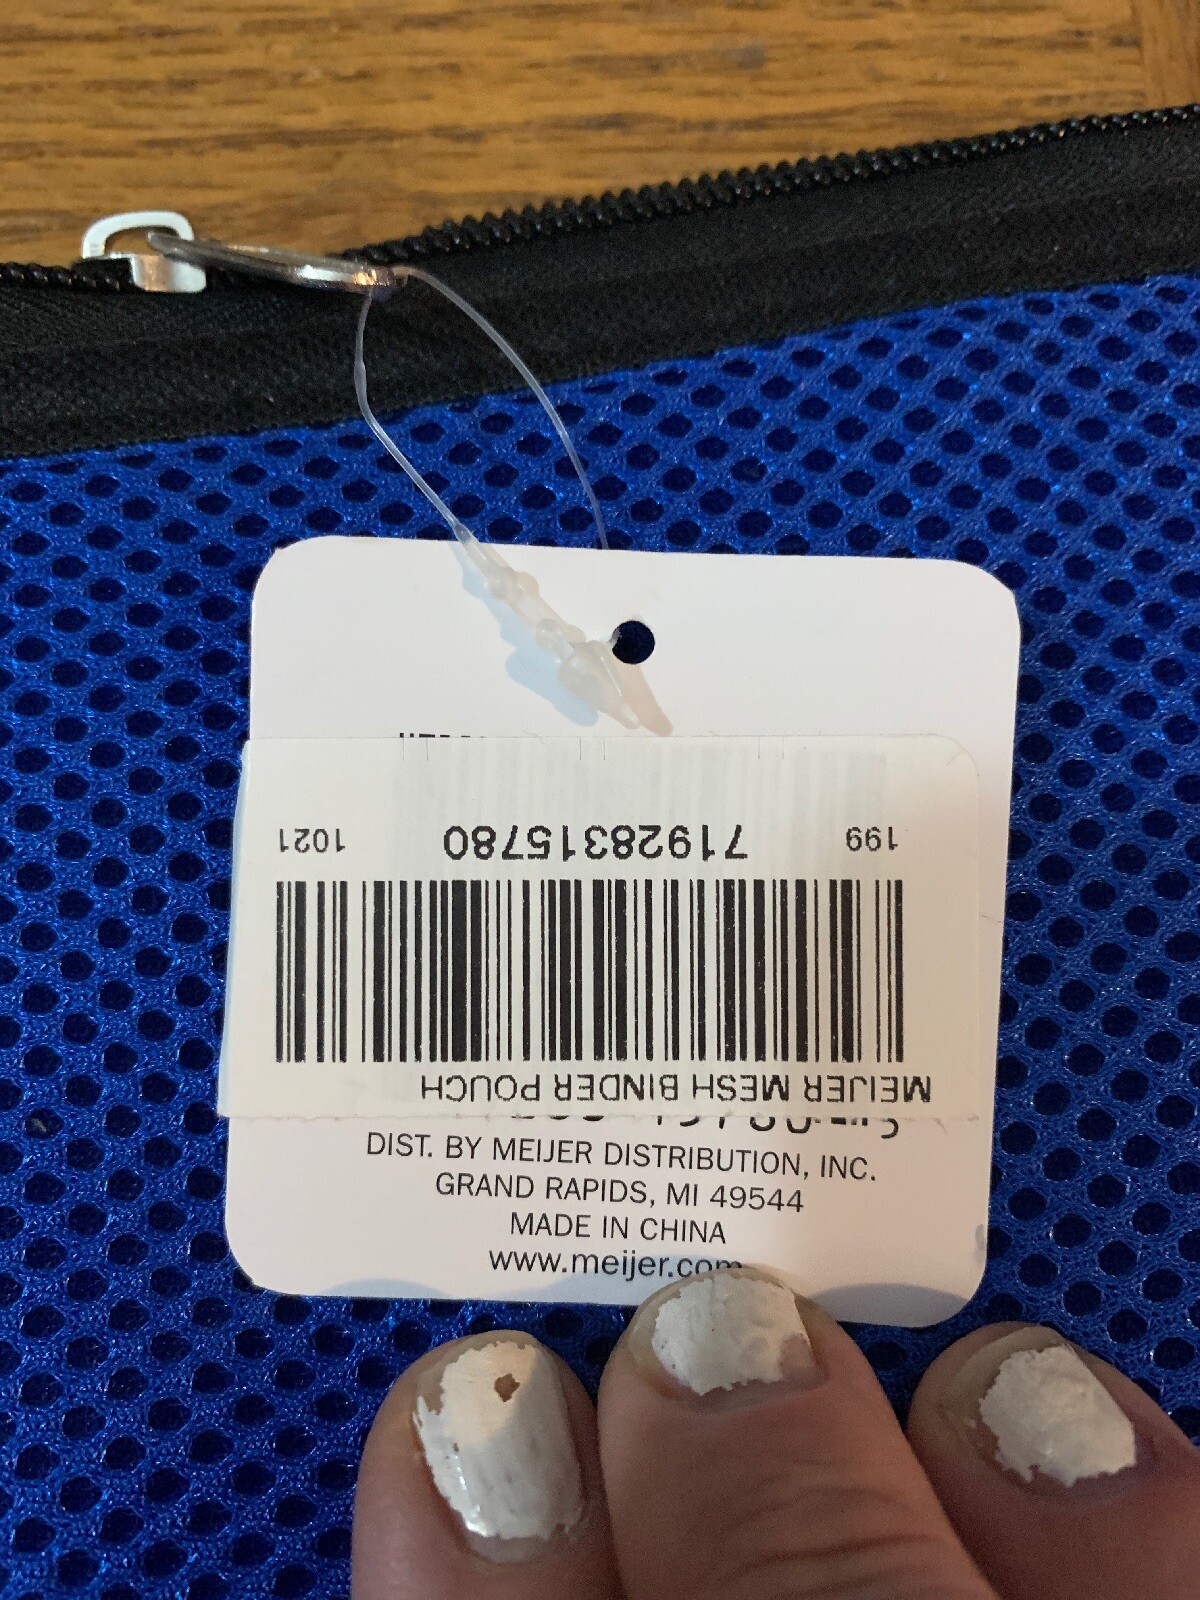 MEIJER MESH BINDER POUCH
199 71928315780 1021
DIST. BY MEIJER DISTRIBUTION, INC.
GRAND RAPIDS, MI 49544
MADE IN CHINA
www.meijer.com